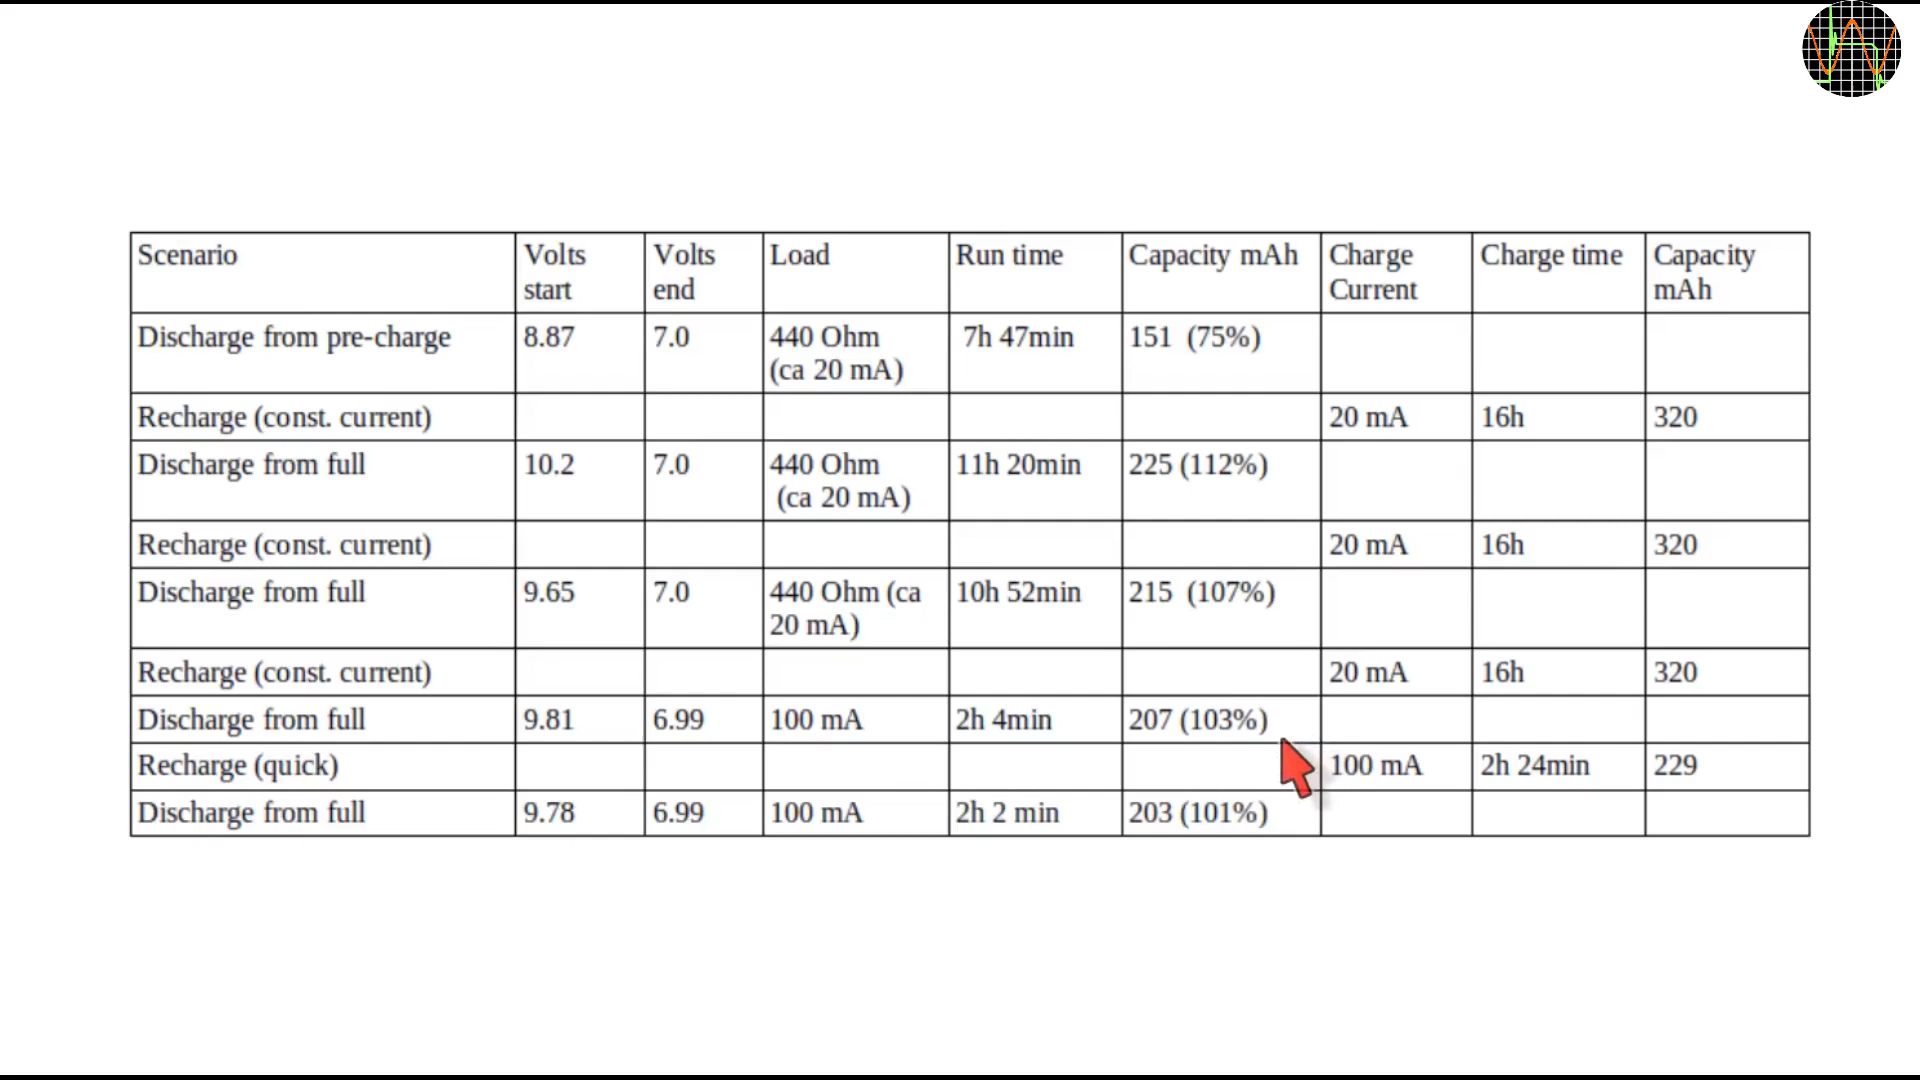 Scenario Volts start Volts end Load Run time Capacity mAh Charge Current Charge time Capacity mAh
Discharge from pre-charge 8.87 7.0 440 Ohm (ca 20 mA) 7h 47min 151 (75%)
Recharge (const. current) 20 mA 16h 320
Discharge from full 10.2 7.0 440 Ohm (ca 20 mA) 11h 20min 225 (112%)
Recharge (const. current) 20 mA 16h 320
Discharge from full 9.65 7.0 440 Ohm (ca 20 mA) 10h 52min 215 (107%)
Recharge (const. current) 20 mA 16h 320
Discharge from full 9.81 6.99 100 mA 2h 4min 207 (103%)
Recharge (quick) 100 mA 2h 24min 229
Discharge from full 9.78 6.99 100 mA 2h 2 min 203 (101%)